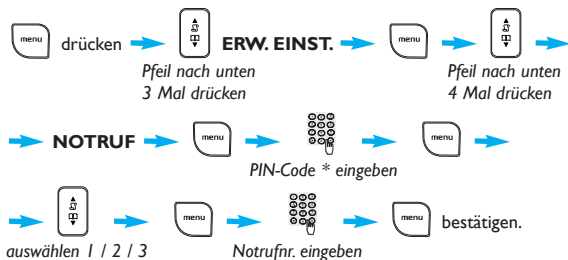 menu drücken ERW. EINST. menu
Pfeil nach unten Pfeil nach unten
3 Mal drücken 4 Mal drücken
NOTRUF menu menu
PIN-Code * eingeben
menu menu bestätigen.
auswählen 1 / 2 / 3 Notrufnr. eingeben